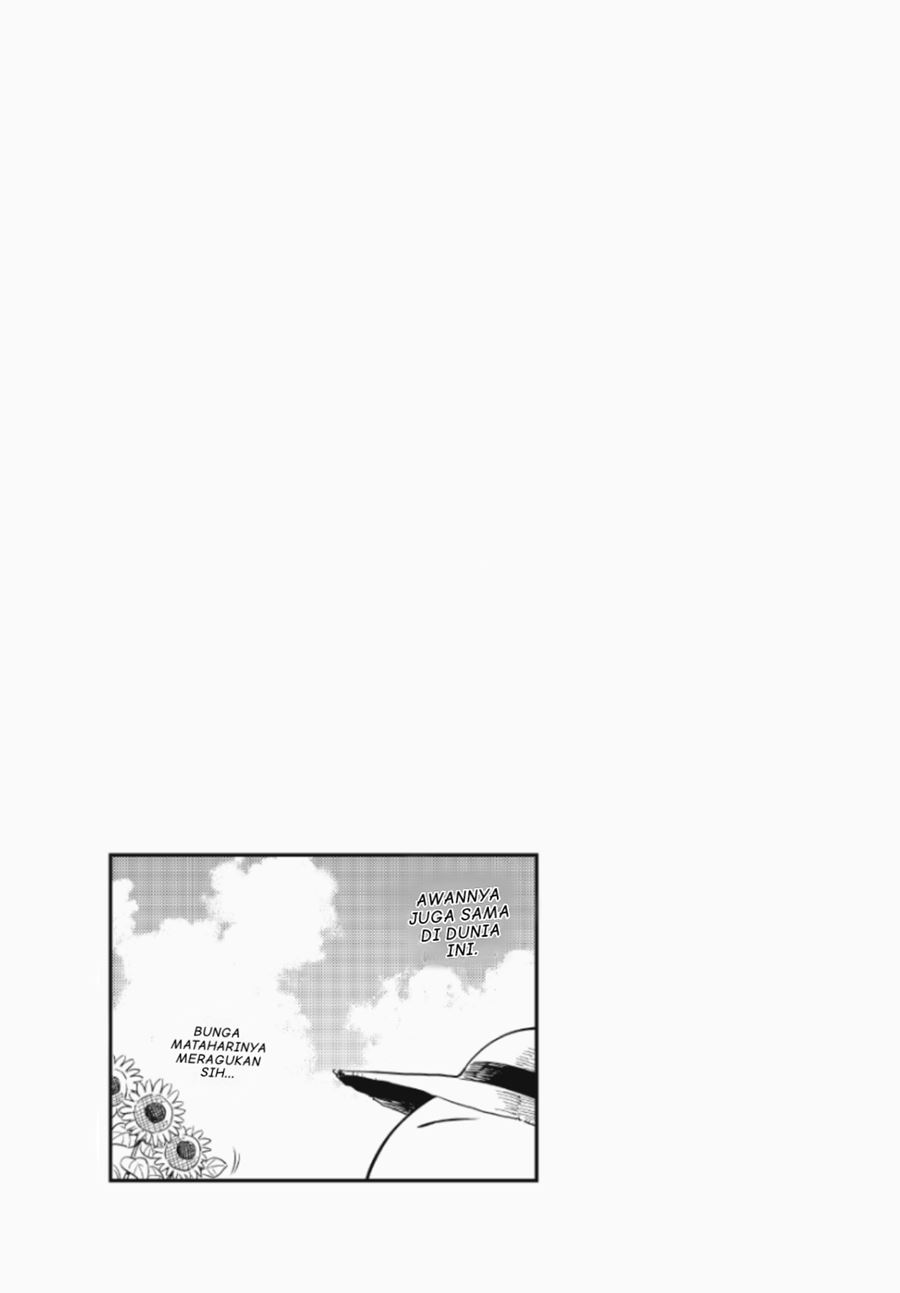 AWANNYA
JUGA SAMA
DI DUNIA
INI.
BUNGA
MATAHARINYA
MERAGUKAN
SIH...